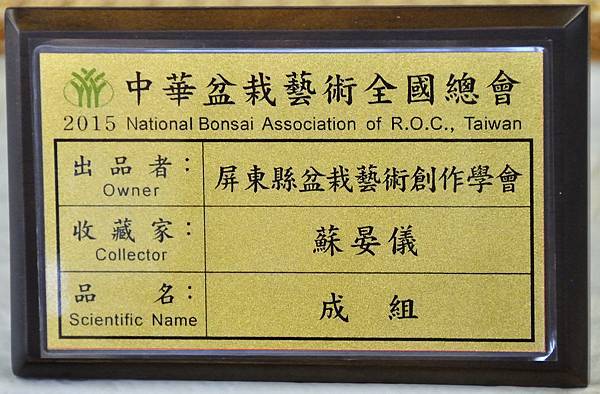 中華盆栽藝術全國總會
2015 National Bonsai Association of R.O.C., Taiwan
出品者： 屏東縣盆栽藝術創作學會
Owner
收藏家： 蘇晏儀
Collector
品名： 成組
Scientific Name